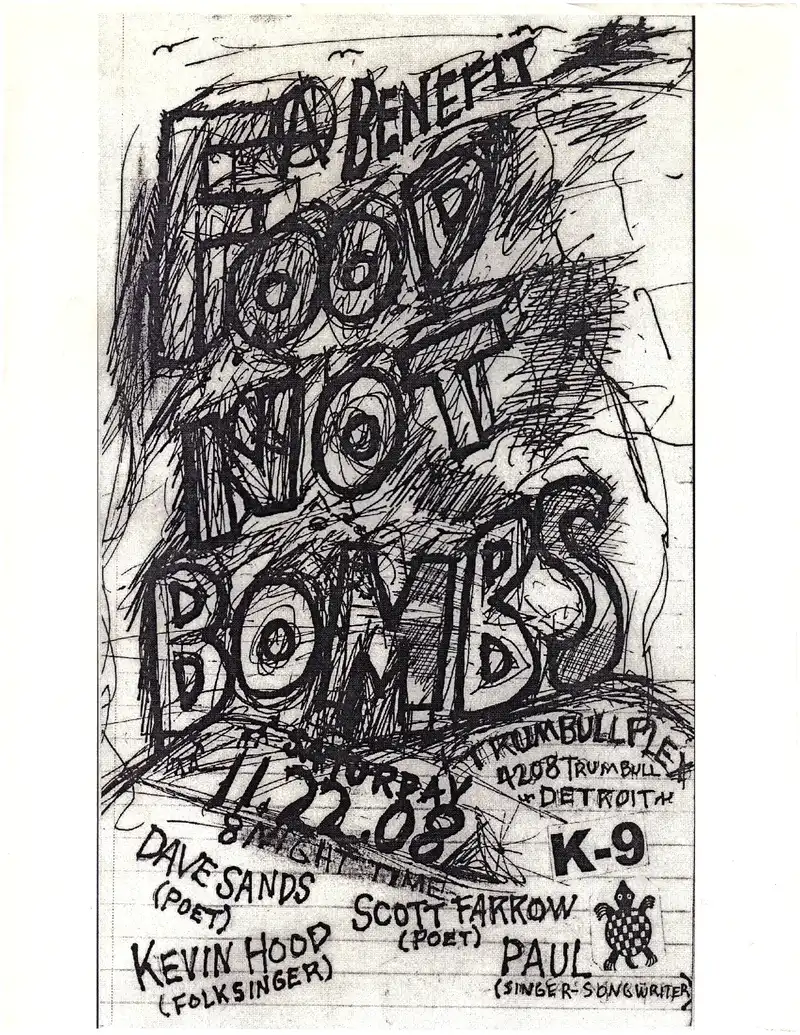 A BENEFIT
FOOD
NOT
BOMBS
SATURDAY
11.22.08
8 NIGHT TIME
TRUMBULLPLEX
4208 TRUMBULL
DETROIT
K-9
DAVE SANDS
(POET)
SCOTT FARROW
(POET)
KEVIN HOOD
(FOLKSINGER)
PAUL
(SINGER-SONGWRITER)